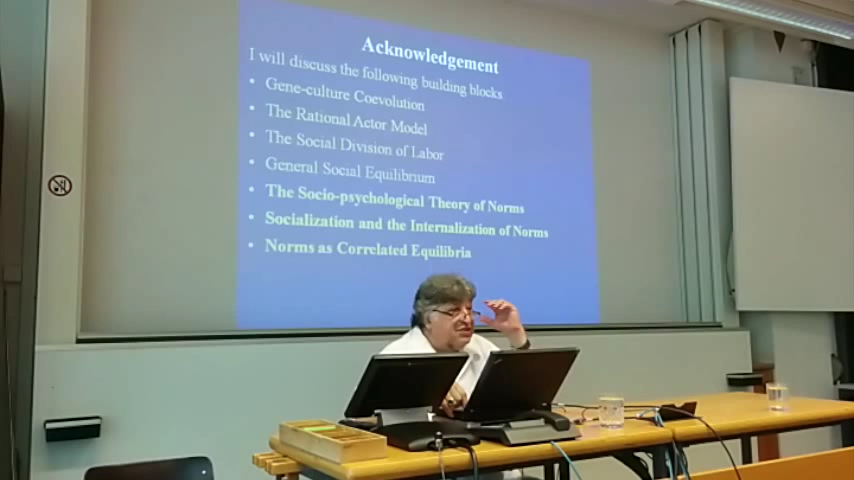 Acknowledgement
I will discuss the following building blocks
• Gene-culture Coevolution
• The Rational Actor Model
• The Social Division of Labor
• General Social Equilibrium
• The Socio-psychological Theory of Norms
• Socialization and the Internalization of Norms
• Norms as Correlated Equilibria